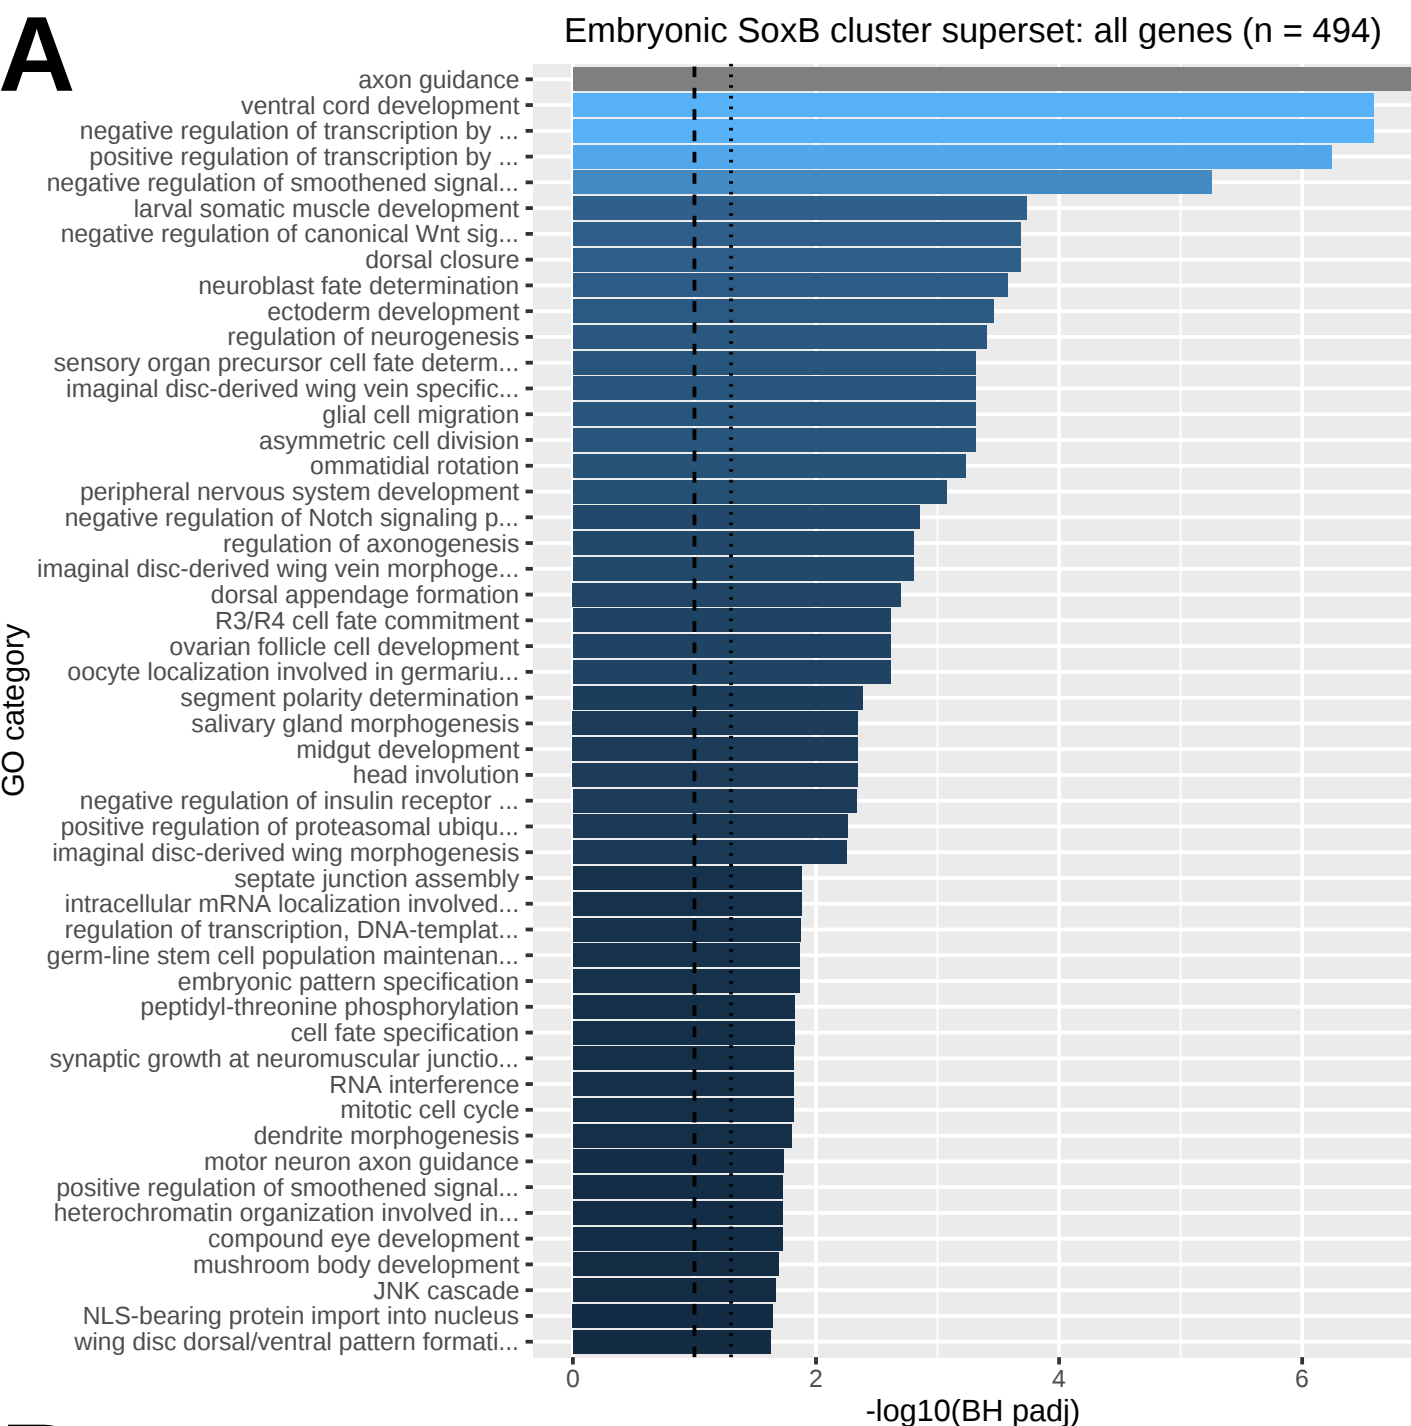 A
Embryonic SoxB cluster superset: all genes (n = 494)
axon guidance
ventral cord development
negative regulation of transcription by ...
positive regulation of transcription by ...
negative regulation of smoothened signal...
larval somatic muscle development
negative regulation of canonical Wnt sig...
dorsal closure
neuroblast fate determination
ectoderm development
regulation of neurogenesis
sensory organ precursor cell fate determ...
imaginal disc-derived wing vein specific...
glial cell migration
asymmetric cell division
ommatidial rotation
peripheral nervous system development
negative regulation of Notch signaling p...
regulation of axonogenesis
imaginal disc-derived wing vein morphoge...
dorsal appendage formation
R3/R4 cell fate commitment
ovarian follicle cell development
oocyte localization involved in germariu...
segment polarity determination
salivary gland morphogenesis
midgut development
head involution
negative regulation of insulin receptor ...
positive regulation of proteasomal ubiqu...
imaginal disc-derived wing morphogenesis
septate junction assembly
intracellular mRNA localization involved...
regulation of transcription, DNA-templat...
germ-line stem cell population maintenan...
embryonic pattern specification
peptidyl-threonine phosphorylation
cell fate specification
synaptic growth at neuromuscular junctio...
RNA interference
mitotic cell cycle
dendrite morphogenesis
motor neuron axon guidance
positive regulation of smoothened signal...
heterochromatin organization involved in...
compound eye development
mushroom body development
JNK cascade
NLS-bearing protein import into nucleus
wing disc dorsal/ventral pattern formati...
GO category
0 2 4 6
-log10(BH padj)